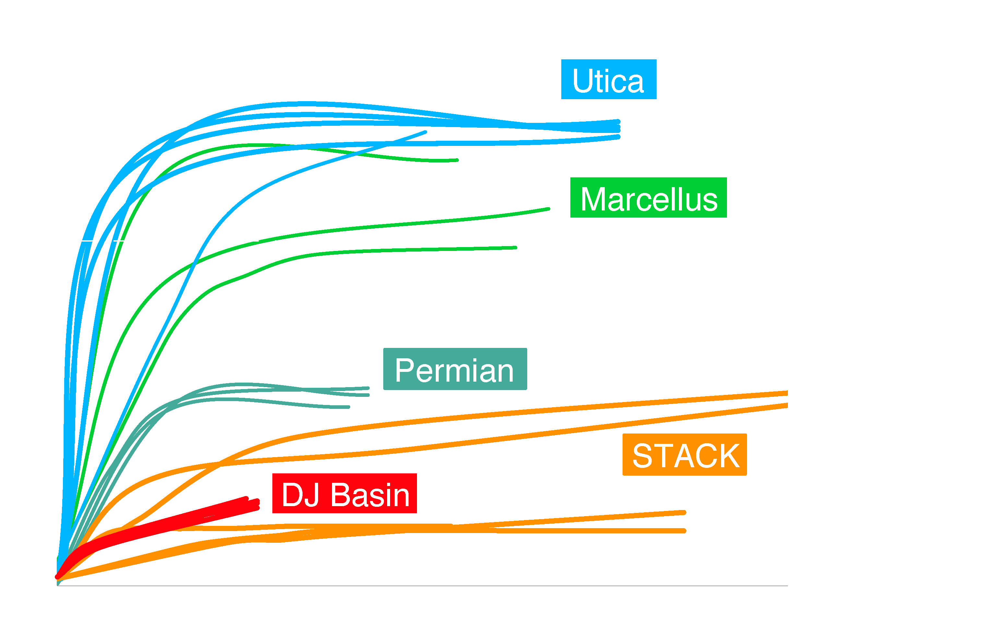 Utica
Marcellus
Permian
STACK
DJ Basin